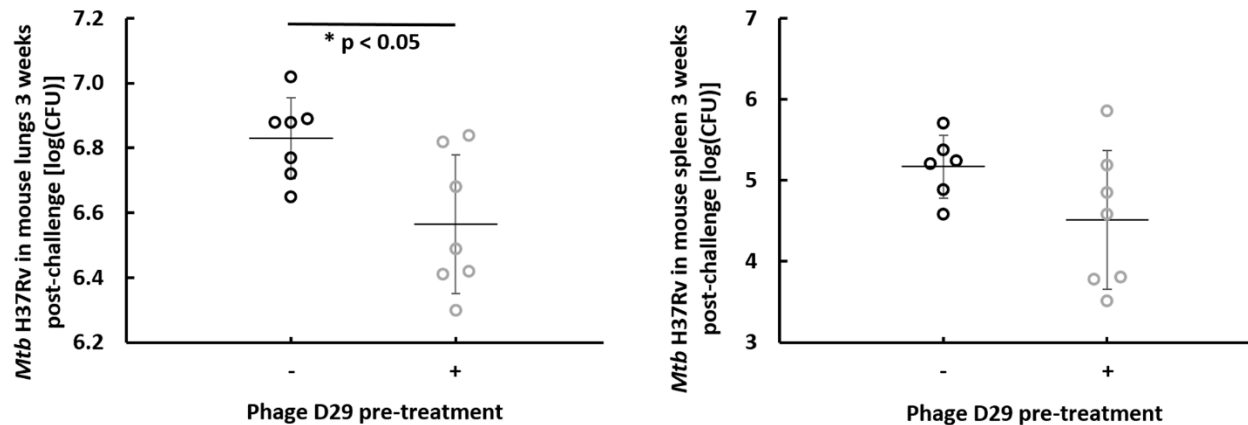 Mtb H37Rv in mouse lungs 3 weeks
post-challenge [log(CFU)]
7.2
7.0
6.8
6.6
6.4
6.2
* p < 0.05
- +
Phage D29 pre-treatment
Mtb H37Rv in mouse spleen 3 weeks
post-challenge [log(CFU)]
7
6
5
4
3
- +
Phage D29 pre-treatment